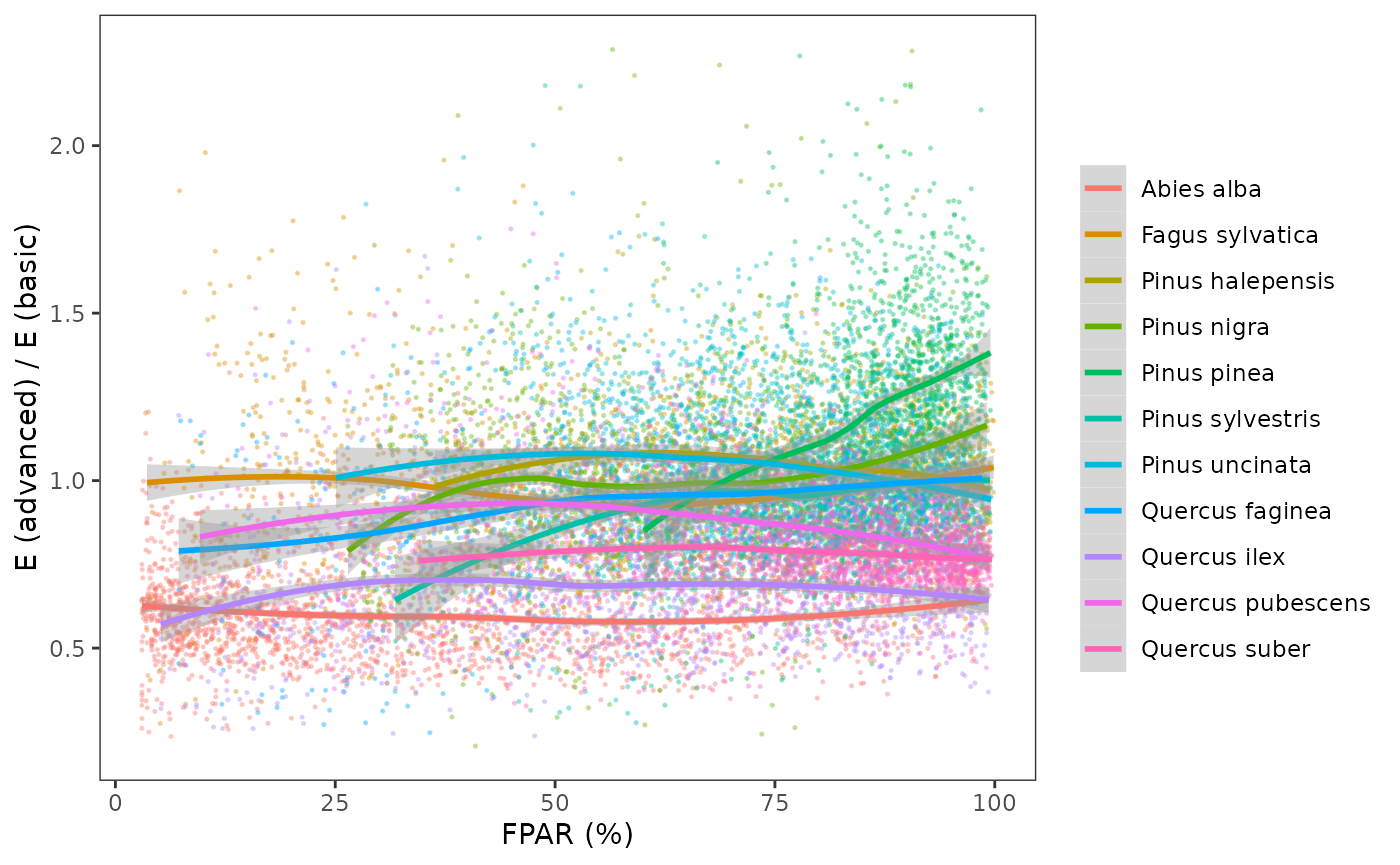 E (advanced) / E (basic)
2.0
1.5
1.0
0.5
0
25
50
75
100
FPAR (%)
Abies alba
Fagus sylvatica
Pinus halepensis
Pinus nigra
Pinus pinea
Pinus sylvestris
Pinus uncinata
Quercus faginea
Quercus ilex
Quercus pubescens
Quercus suber